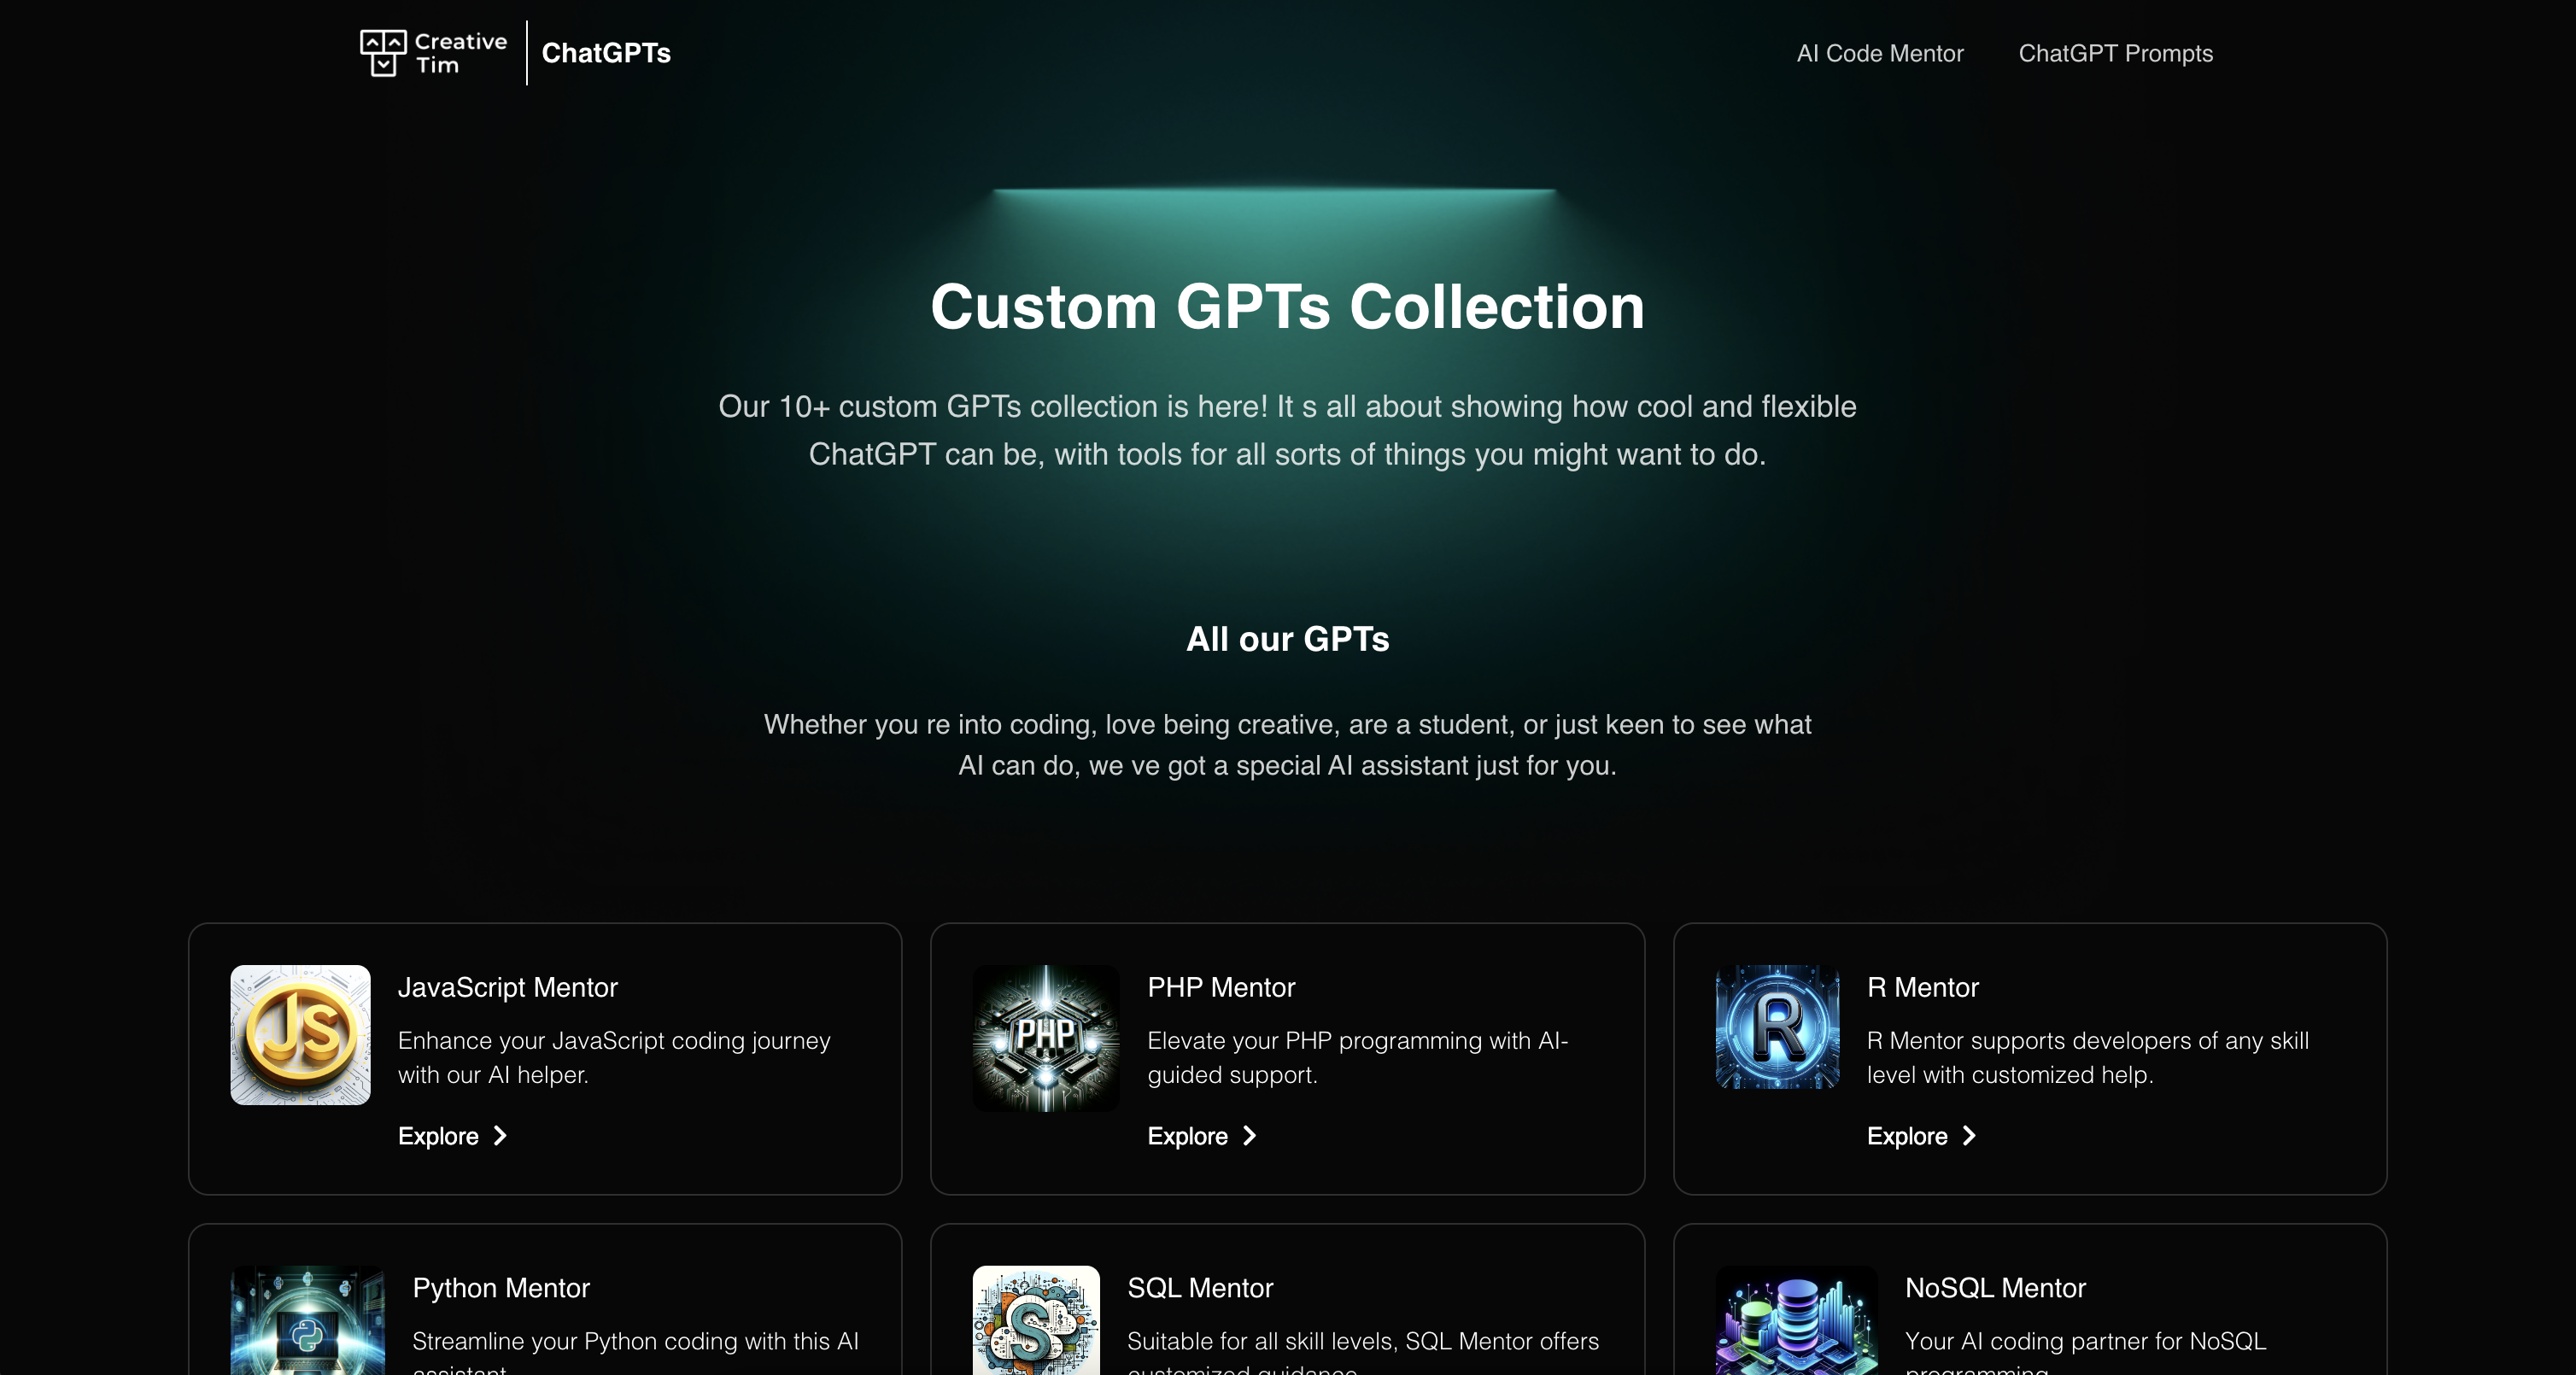 Creative
Tim
ChatGPTs
AI Code Mentor
ChatGPT Prompts
Custom GPTs Collection
Our 10+ custom GPTs collection is here! It s all about showing how cool and flexible
ChatGPT can be, with tools for all sorts of things you might want to do.
All our GPTs
Whether you re into coding, love being creative, are a student, or just keen to see what
AI can do, we ve got a special AI assistant just for you.
JS
JavaScript Mentor
Enhance your JavaScript coding journey
with our AI helper.
Explore
PHP
PHP Mentor
Elevate your PHP programming with AI-
guided support.
Explore
R
R Mentor
R Mentor supports developers of any skill
level with customized help.
Explore
Python Mentor
Streamline your Python coding with this AI
assistant
S
SQL Mentor
Suitable for all skill levels, SQL Mentor offers
customized guidance
NoSQL Mentor
Your AI coding partner for NoSQL
programming